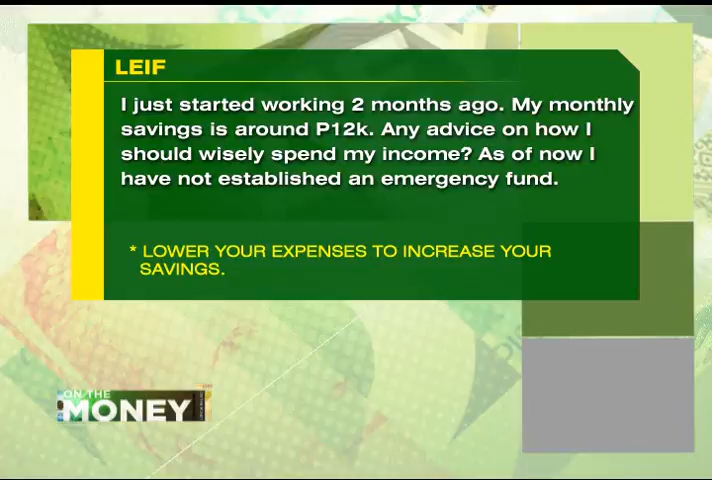 LEIF
I just started working 2 months ago. My monthly
savings is around P12k. Any advice on how I
should wisely spend my income? As of now I
have not established an emergency fund.
* LOWER YOUR EXPENSES TO INCREASE YOUR
SAVINGS.
ON THE
MONEY